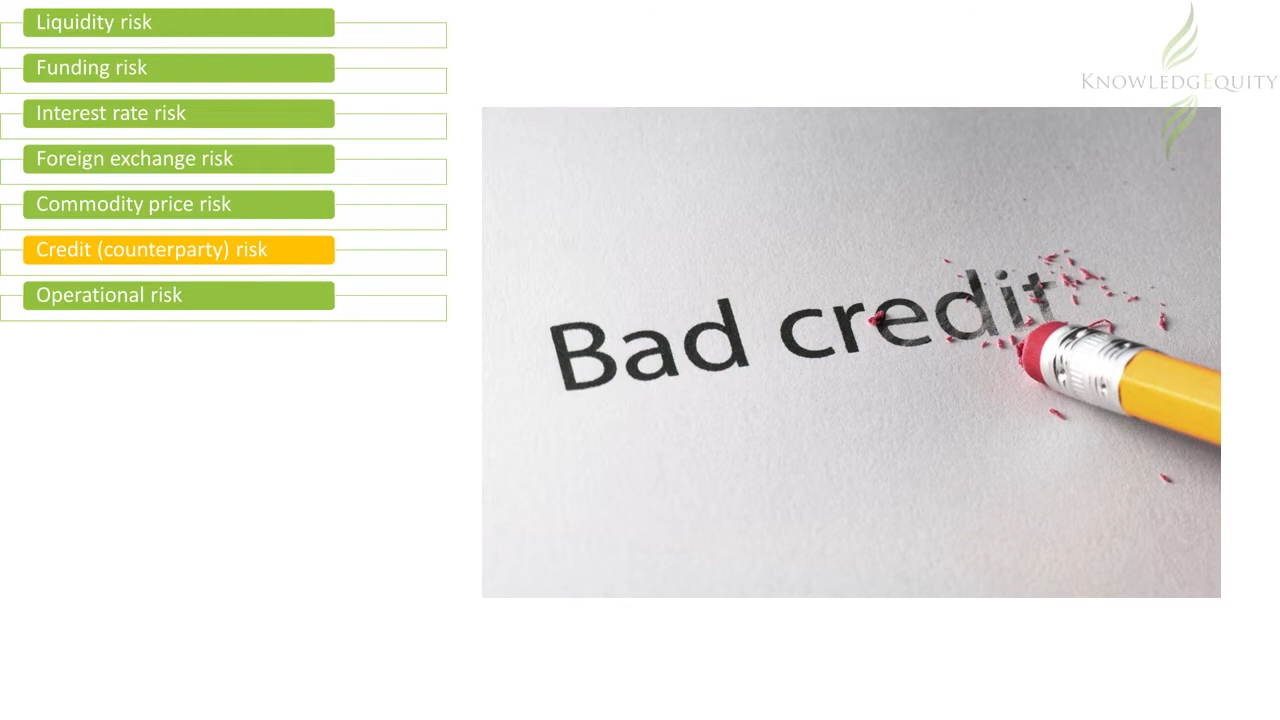 Liquidity risk
Funding risk
Interest rate risk
Foreign exchange risk
Commodity price risk
Credit (counterparty) risk
Operational risk
KNOWLEDGEQUITY
Bad credit